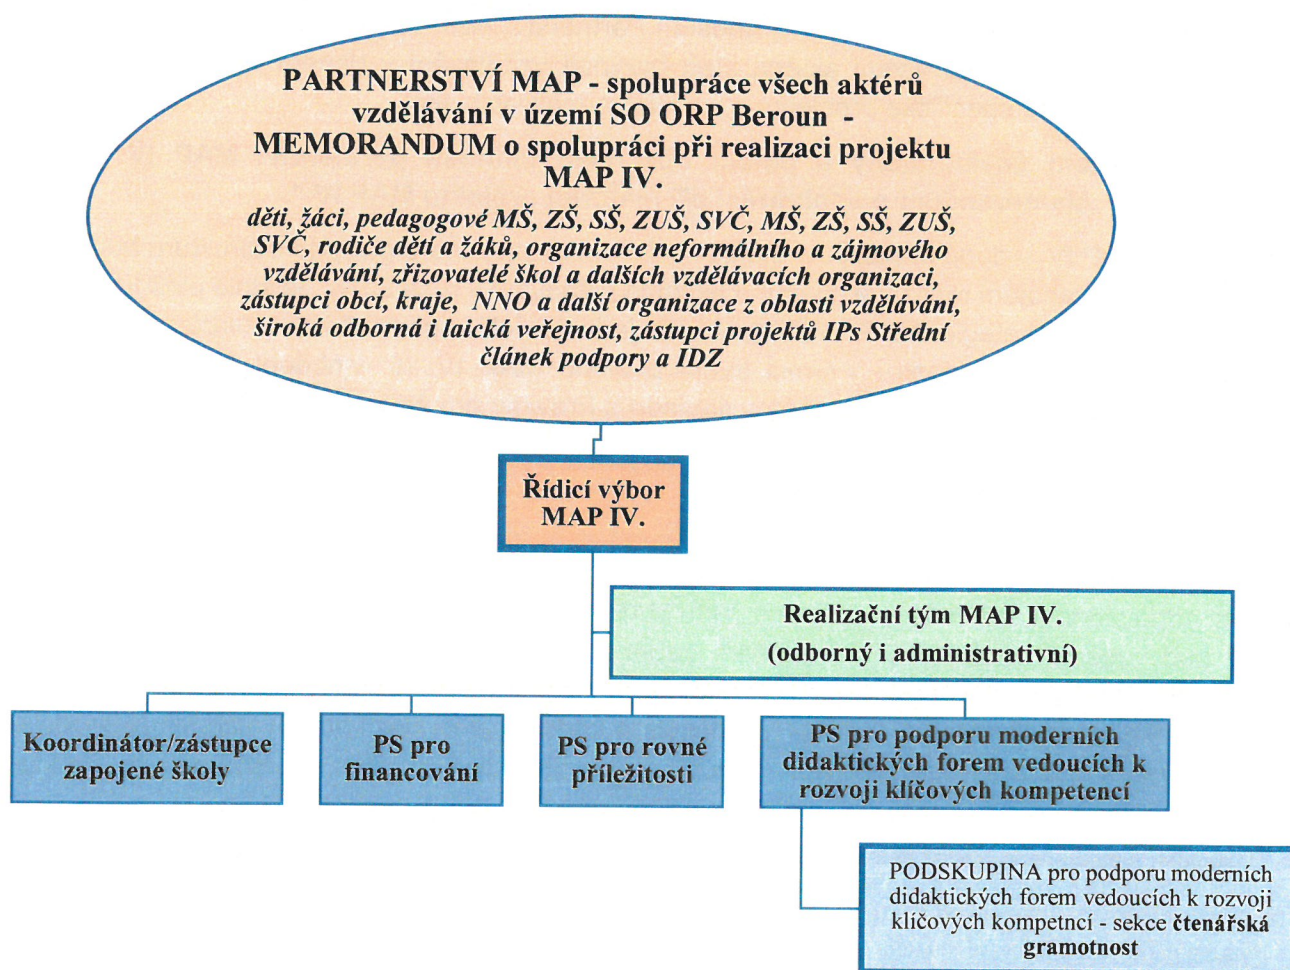 PARTNERSTVÍ MAP - spolupráce všech aktérů
vzdělávání v území SO ORP Beroun -
MEMORANDUM o spolupráci při realizaci projektu
MAP IV.
děti, žáci, pedagogové MŠ, ZŠ, SŠ, ZUŠ, SVČ, MŠ, ZŠ, SŠ, ZUŠ,
SVČ, rodiče dětí a žáků, organizace neformálního a zájmového
vzdělávání, zřizovatelé škol a dalších vzdělávacích organizaci,
zástupci obcí, kraje, NNO a další organizace z oblasti vzdělávání,
široká odborná i laická veřejnost, zástupci projektů IPs Střední
článek podpory a IDZ
Řídicí výbor
MAP IV.
Realizační tým MAP IV.
(odborný i administrativní)
Koordinátor/zástupce
zapojené školy
PS pro
financování
PS pro rovné
příležitosti
PS pro podporu moderních
didaktických forem vedoucích k
rozvoji klíčových kompetencí
PODSKUPINA pro podporu moderních
didaktických forem vedoucích k rozvoji
klíčových kompetncí - sekce čtenářská
gramotnost